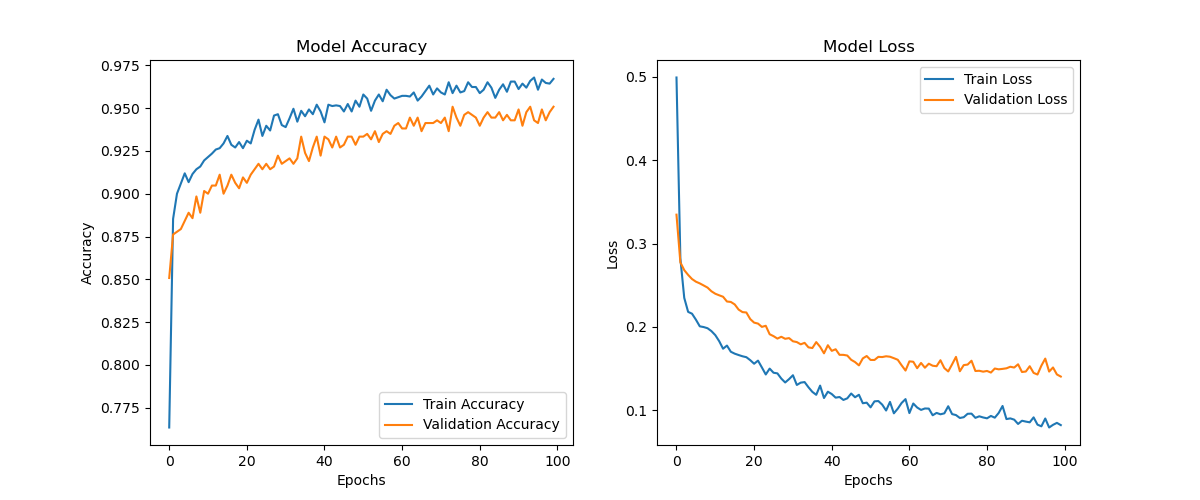 Model Accuracy
0.975
0.950
0.925
0.900
0.875
0.850
0.825
0.800
0.775
Accuracy
0 20 40 60 80 100
Epochs
Train Accuracy
Validation Accuracy
Model Loss
0.5
0.4
0.3
0.2
0.1
Loss
0 20 40 60 80 100
Epochs
Train Loss
Validation Loss